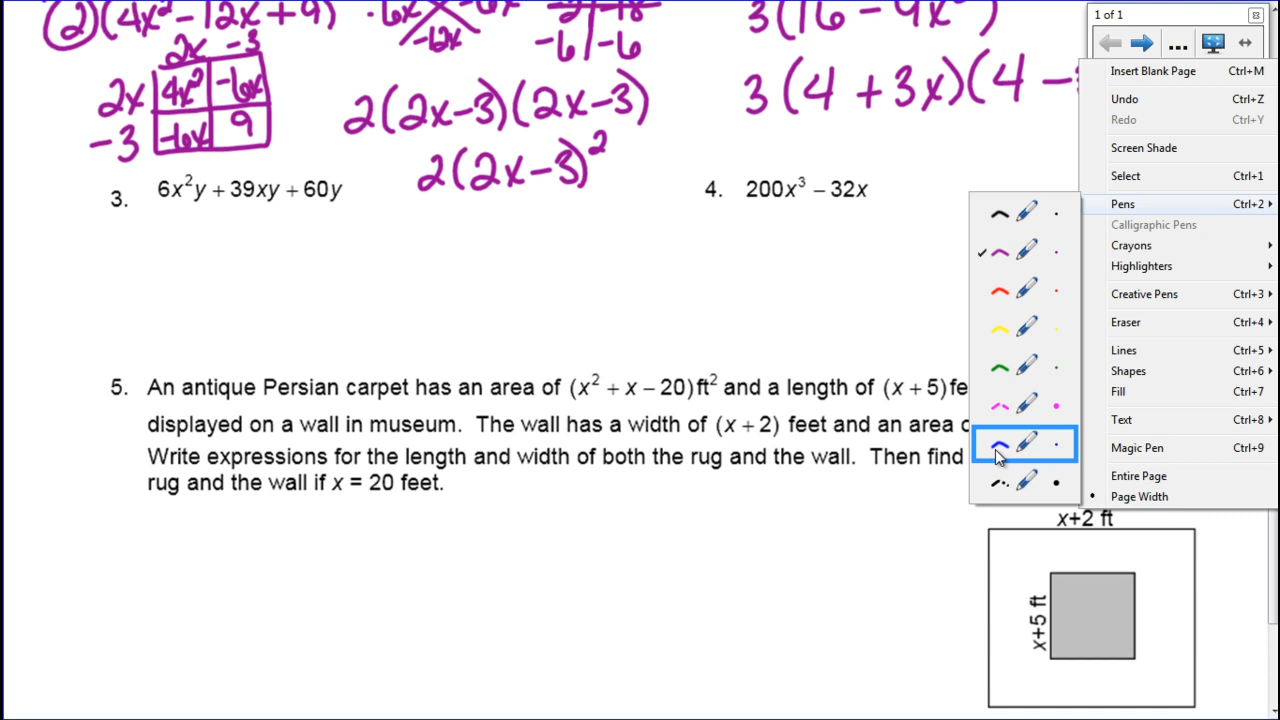 2(4x² - 12x + 9) · -6x -6x
-6x
-6 | -6
3(16 - 9x²)
2x -3
2x 4x² -6x
-3 -6x 9
2(2x-3)(2x-3)
2(2x-3)²
3(4 + 3x)(4 -
3. 6x²y + 39xy + 60y
4. 200x³ – 32x
5. An antique Persian carpet has an area of (x² + x – 20)ft² and a length of (x + 5)fe
displayed on a wall in museum. The wall has a width of (x + 2) feet and an area o
Write expressions for the length and width of both the rug and the wall. Then find
rug and the wall if x = 20 feet.
x+2 ft
x+5 ft
1 of 1
...
Insert Blank Page Ctrl+M
Undo Ctrl+Z
Redo Ctrl+Y
Screen Shade
Select Ctrl+1
Pens Ctrl+2
Calligraphic Pens
Crayons
Highlighters
Creative Pens Ctrl+3
Eraser Ctrl+4
Lines Ctrl+5
Shapes Ctrl+6
Fill Ctrl+7
Text Ctrl+8
Magic Pen Ctrl+9
Entire Page
Page Width